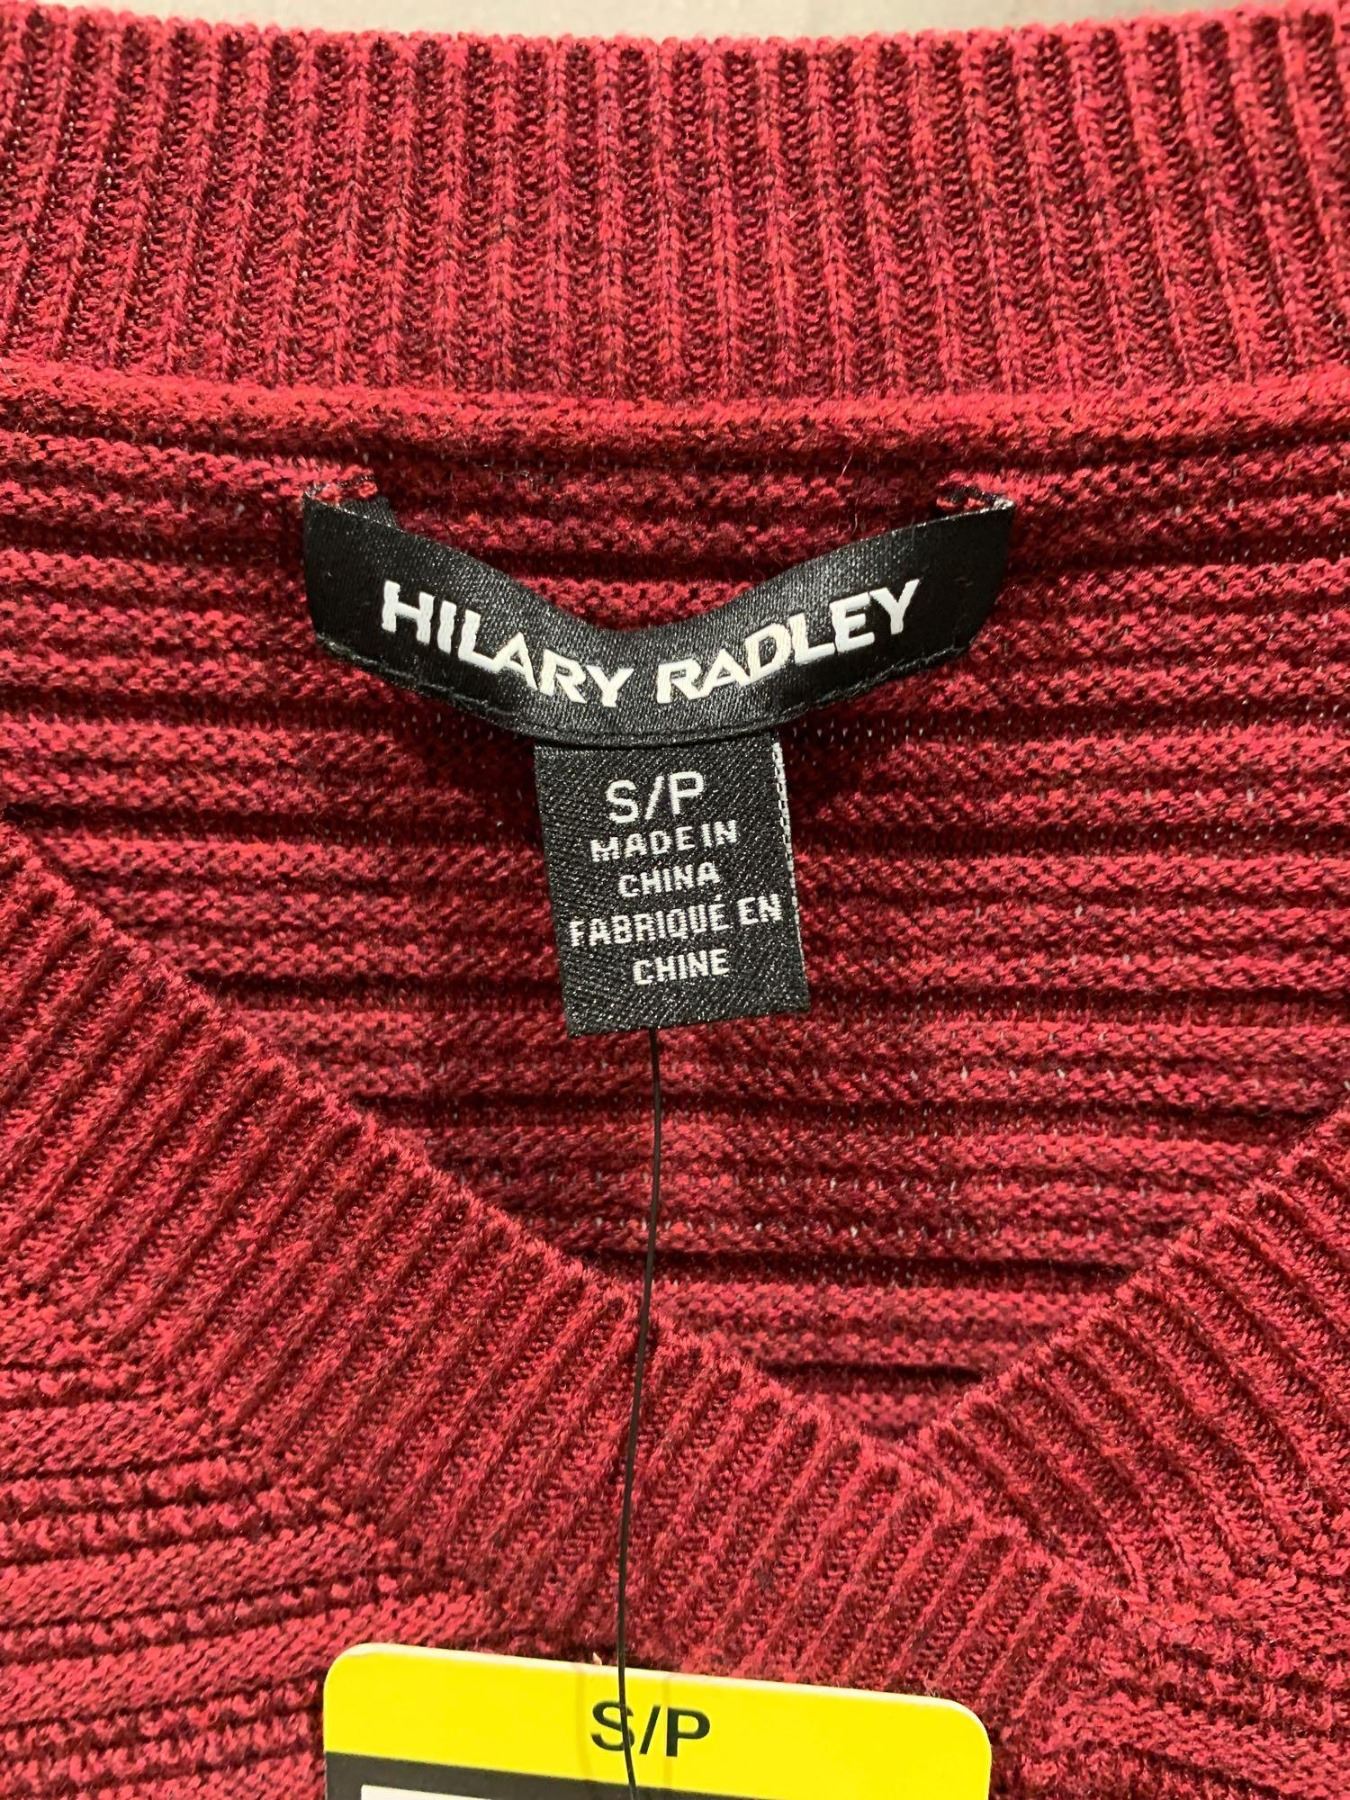 HILARY RADLEY
S/P
MADE IN
CHINA
FABRIQUÉ EN
CHINE
S/P